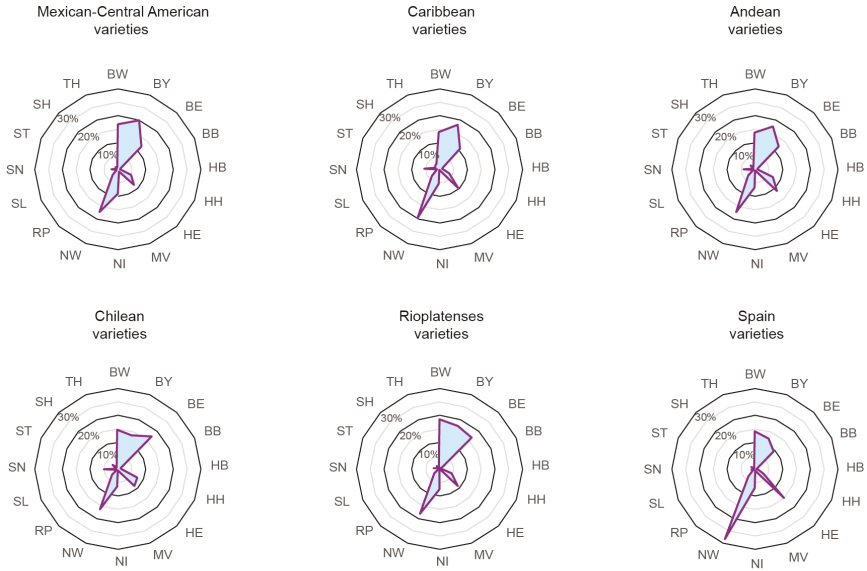 Mexican-Central American
varieties
BW
BY
BE
BB
HB
HH
HE
MV
NI
NW
RP
SL
SN
ST
SH
TH
30%
20%
10%
Caribbean
varieties
BW
BY
BE
BB
HB
HH
HE
MV
NI
NW
RP
SL
SN
ST
SH
TH
30%
20%
10%
Andean
varieties
BW
BY
BE
BB
HB
HH
HE
MV
NI
NW
RP
SL
SN
ST
SH
TH
30%
20%
10%
Chilean
varieties
BW
BY
BE
BB
HB
HH
HE
MV
NI
NW
RP
SL
SN
ST
SH
TH
30%
20%
10%
Rioplatenses
varieties
BW
BY
BE
BB
HB
HH
HE
MV
NI
NW
RP
SL
SN
ST
SH
TH
30%
20%
10%
Spain
varieties
BW
BY
BE
BB
HB
HH
HE
MV
NI
NW
RP
SL
SN
ST
SH
TH
30%
20%
10%